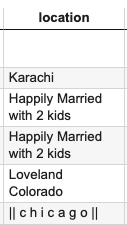 location
Karachi
Happily Married
with 2 kids
Happily Married
with 2 kids
Loveland
Colorado
|| c h i c a g o ||